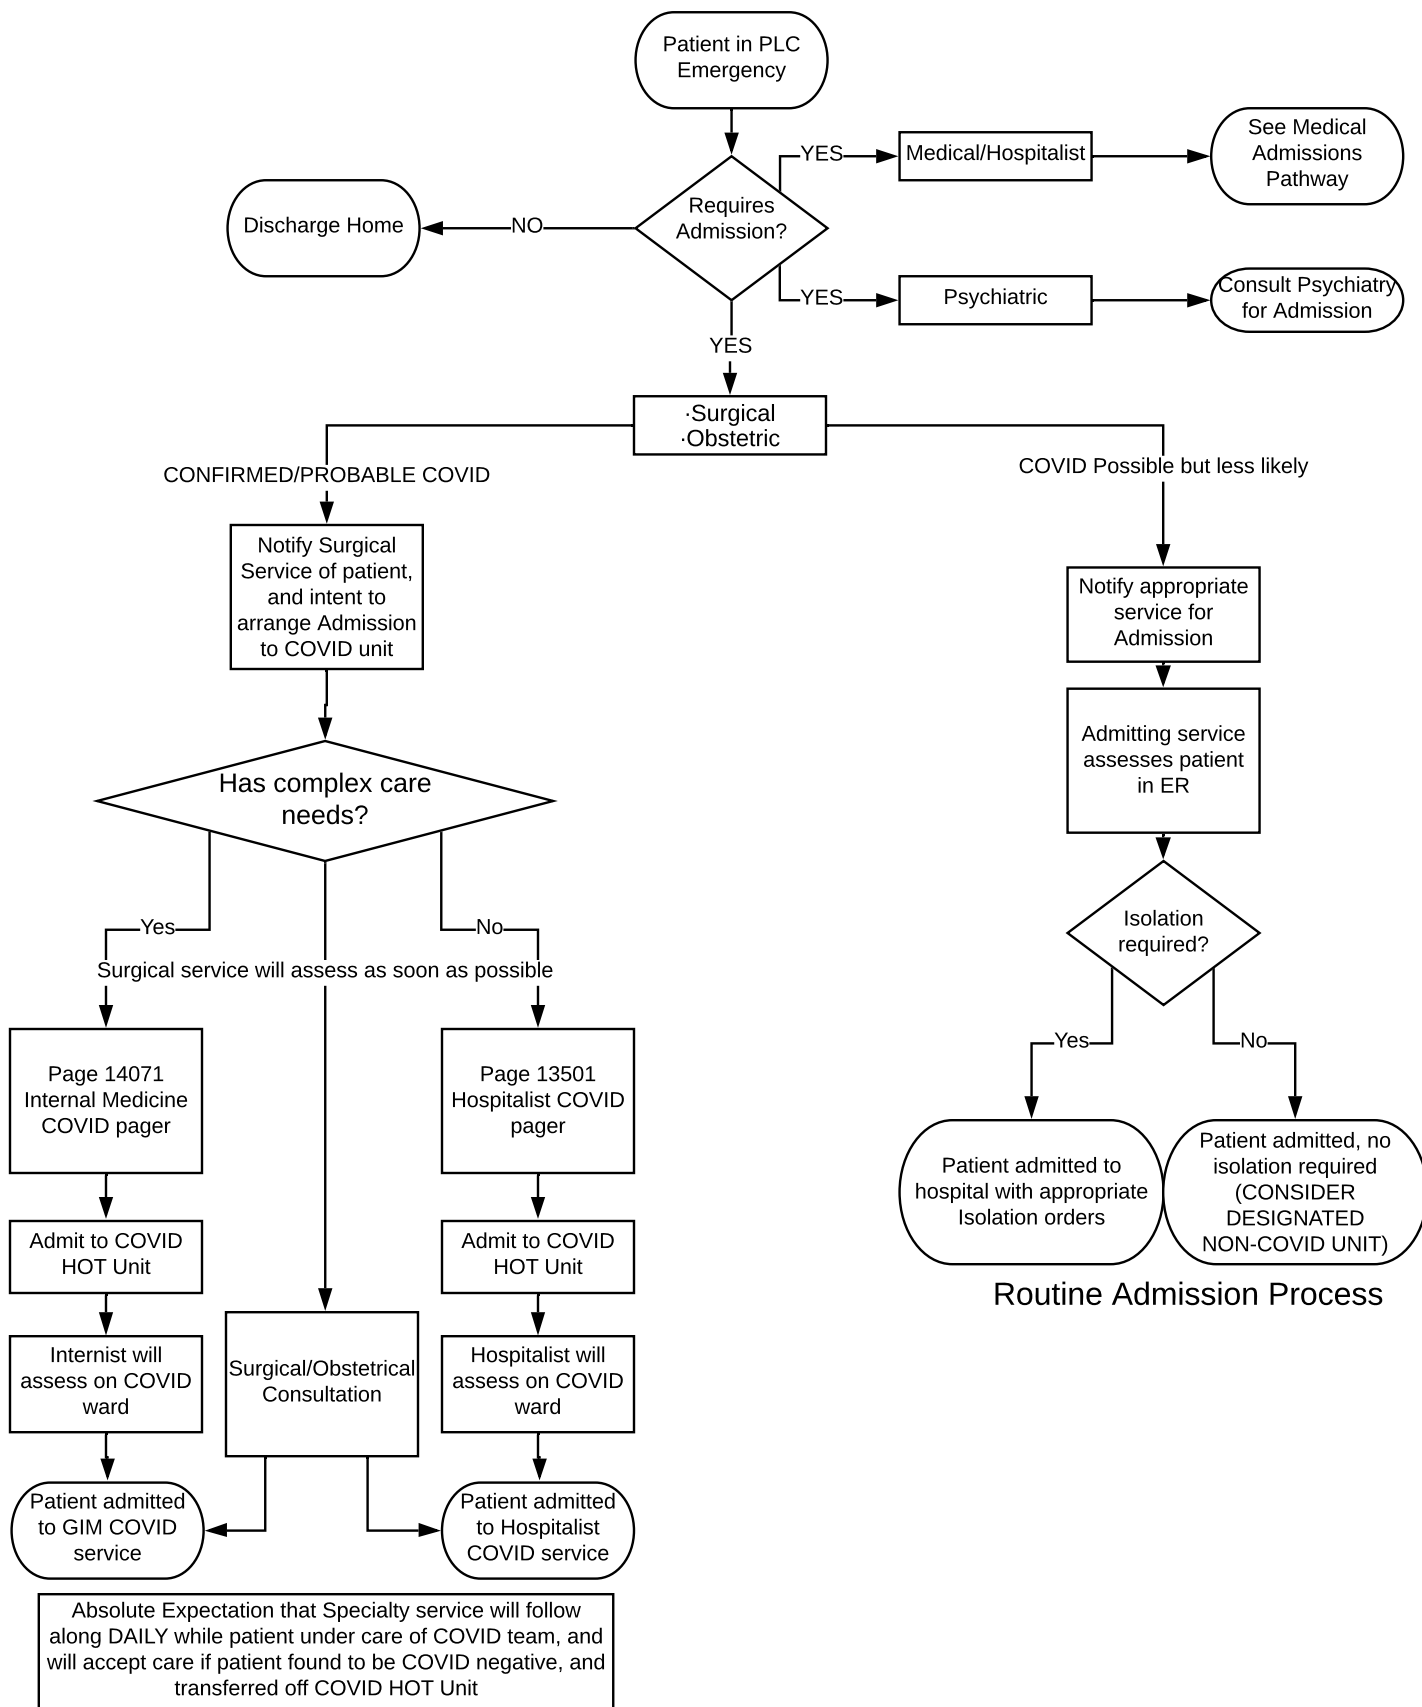 Patient in PLC
Emergency
YES
Medical/Hospitalist
See Medical
Admissions
Pathway
Requires
Admission?
NO
Discharge Home
YES
Psychiatric
Consult Psychiatry
for Admission
YES
·Surgical
·Obstetric
CONFIRMED/PROBABLE COVID
COVID Possible but less likely
Notify Surgical
Service of patient,
and intent to
arrange Admission
to COVID unit
Notify appropriate
service for
Admission
Admitting service
assesses patient
in ER
Has complex care
needs?
Isolation
required?
Yes
No
Surgical service will assess as soon as possible
Yes
No
Page 14071
Internal Medicine
COVID pager
Page 13501
Hospitalist COVID
pager
Patient admitted to
hospital with appropriate
Isolation orders
Patient admitted, no
isolation required
(CONSIDER
DESIGNATED
NON-COVID UNIT)
Routine Admission Process
Admit to COVID
HOT Unit
Admit to COVID
HOT Unit
Internist will
assess on COVID
ward
Surgical/Obstetrical
Consultation
Hospitalist will
assess on COVID
ward
Patient admitted
to GIM COVID
service
Patient admitted
to Hospitalist
COVID service
Absolute Expectation that Specialty service will follow
along DAILY while patient under care of COVID team, and
will accept care if patient found to be COVID negative, and
transferred off COVID HOT Unit